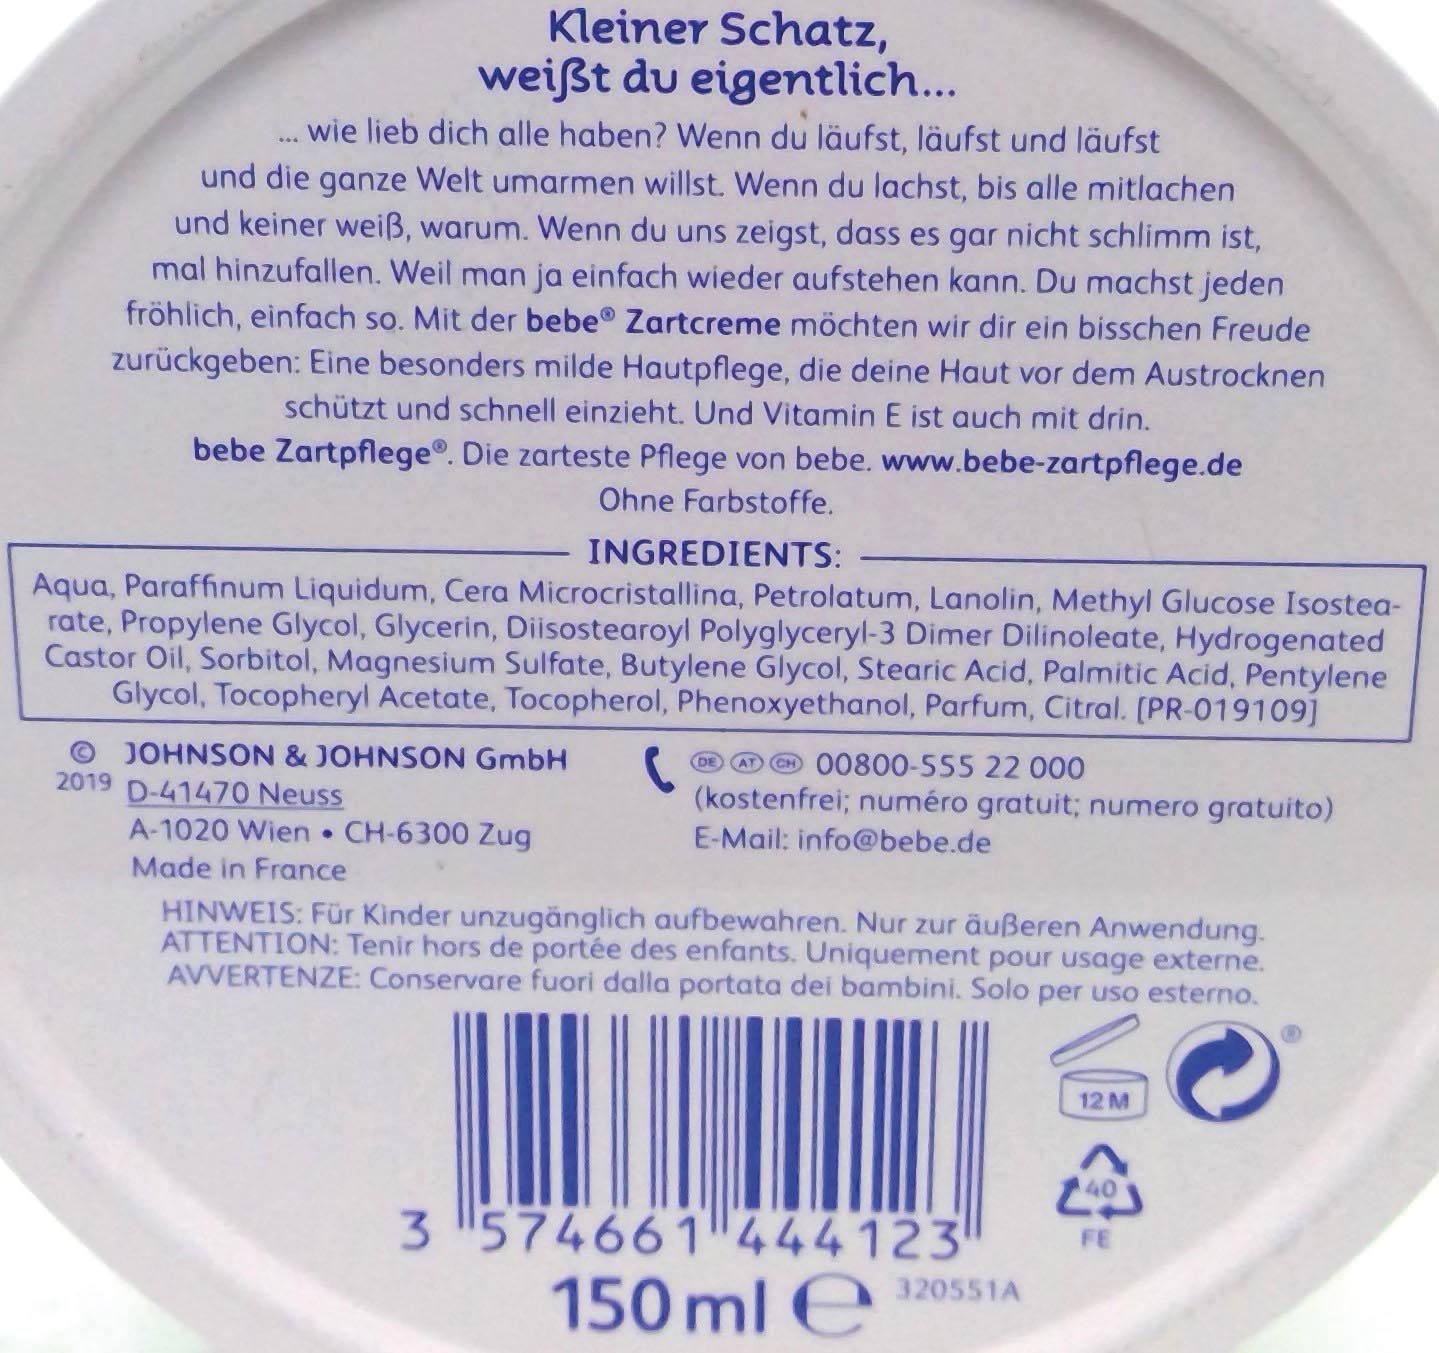 Kleiner Schatz,
weißt du eigentlich...
... wie lieb dich alle haben? Wenn du läufst, läufst und läufst
und die ganze Welt umarmen willst. Wenn du lachst, bis alle mitlachen
und keiner weiß, warum. Wenn du uns zeigst, dass es gar nicht schlimm ist,
mal hinzufallen. Weil man ja einfach wieder aufstehen kann. Du machst jeden
fröhlich, einfach so. Mit der bebe® Zartcreme möchten wir dir ein bisschen Freude
zurückgeben: Eine besonders milde Hautpflege, die deine Haut vor dem Austrocknen
schützt und schnell einzieht. Und Vitamin E ist auch mit drin.
bebe Zartpflege®. Die zarteste Pflege von bebe. www.bebe-zartpflege.de
Ohne Farbstoffe.
INGREDIENTS:
Aqua, Paraffinum Liquidum, Cera Microcristallina, Petrolatum, Lanolin, Methyl Glucose Isostea-
rate, Propylene Glycol, Glycerin, Diisostearoyl Polyglyceryl-3 Dimer Dilinoleate, Hydrogenated
Castor Oil, Sorbitol, Magnesium Sulfate, Butylene Glycol, Stearic Acid, Palmitic Acid, Pentylene
Glycol, Tocopheryl Acetate, Tocopherol, Phenoxyethanol, Parfum, Citral. [PR-019109]
© JOHNSON & JOHNSON GmbH
2019 D-41470 Neuss
A-1020 Wien • CH-6300 Zug
Made in France
DE AT CH 00800-555 22 000
(kostenfrei; numéro gratuit; numero gratuito)
E-Mail: info@bebe.de
HINWEIS: Für Kinder unzugänglich aufbewahren. Nur zur äußeren Anwendung.
ATTENTION: Tenir hors de portée des enfants. Uniquement pour usage externe.
AVVERTENZE: Conservare fuori dalla portata dei bambini. Solo per uso esterno.
®
12 M
40
FE
3 574661 444123
150 ml e 320551A